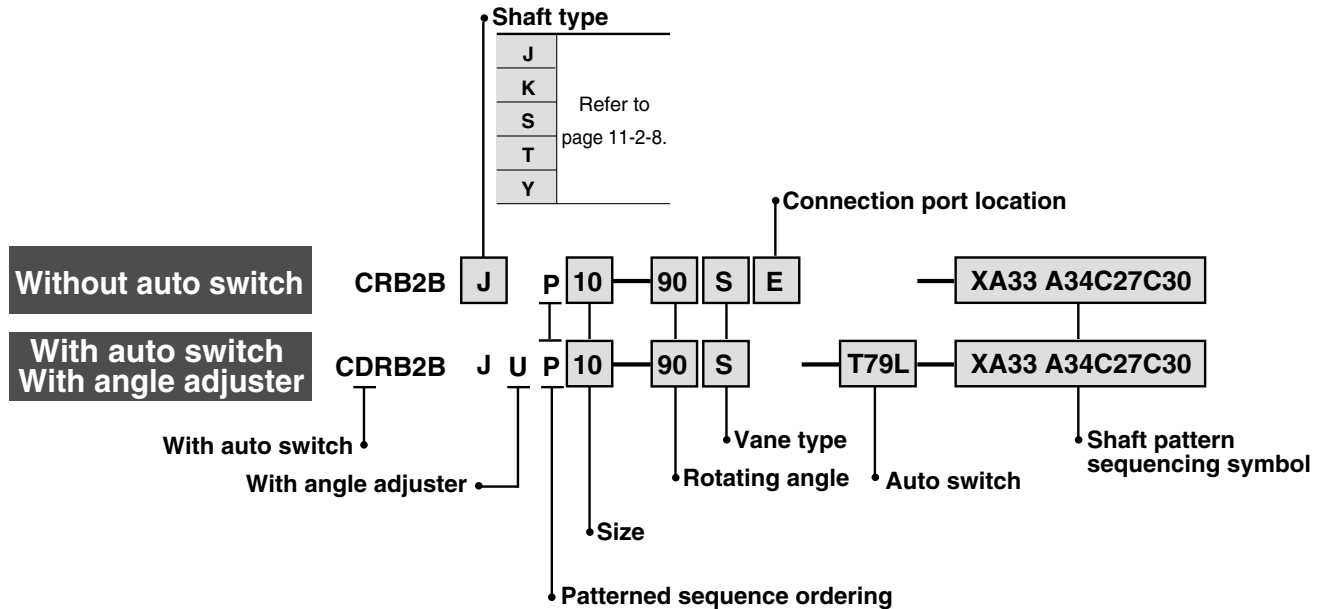 Shaft type
J
K
S
T
Y
Refer to
page 11-2-8.
Connection port location
Without auto switch
CRB2B J P 10 — 90 S E — XA33 A34C27C30
With auto switch
With angle adjuster
CDRB2B J U P 10 — 90 S — T79L — XA33 A34C27C30
With auto switch
With angle adjuster
Vane type
Rotating angle
Auto switch
Shaft pattern
sequencing symbol
Size
Patterned sequence ordering